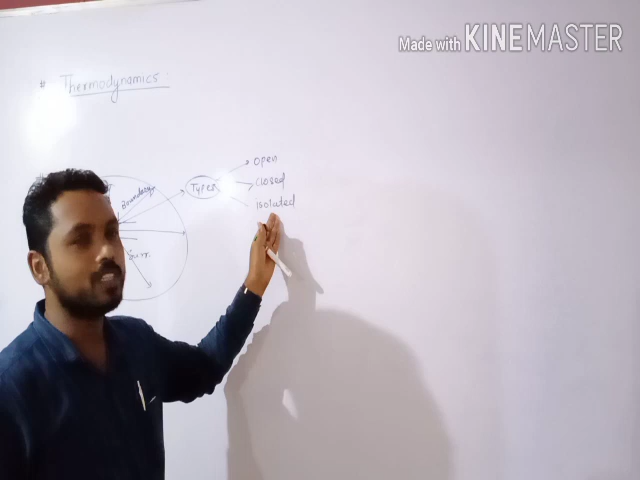 Made with KINEMASTER
# Thermodynamics:
Open
Boundary Types Closed
Isolated
Surr.